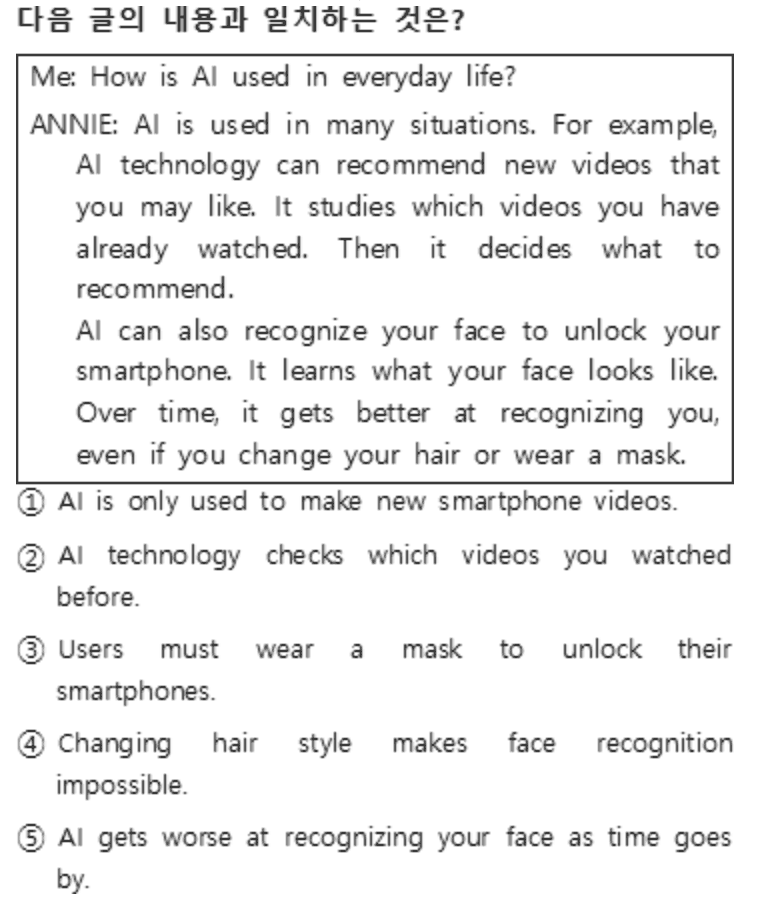 다음 글의 내용과 일치하는 것은?
Me: How is AI used in everyday life?
ANNIE: AI is used in many situations. For example,
AI technology can recommend new videos that
you may like. It studies which videos you have
already watched. Then it decides what to
recommend.
AI can also recognize your face to unlock your
smartphone. It learns what your face looks like.
Over time, it gets better at recognizing you,
even if you change your hair or wear a mask.
① AI is only used to make new smartphone videos.
② AI technology checks which videos you watched
before.
③ Users must wear a mask to unlock their
smartphones.
④ Changing hair style makes face recognition
impossible.
⑤ AI gets worse at recognizing your face as time goes
by.